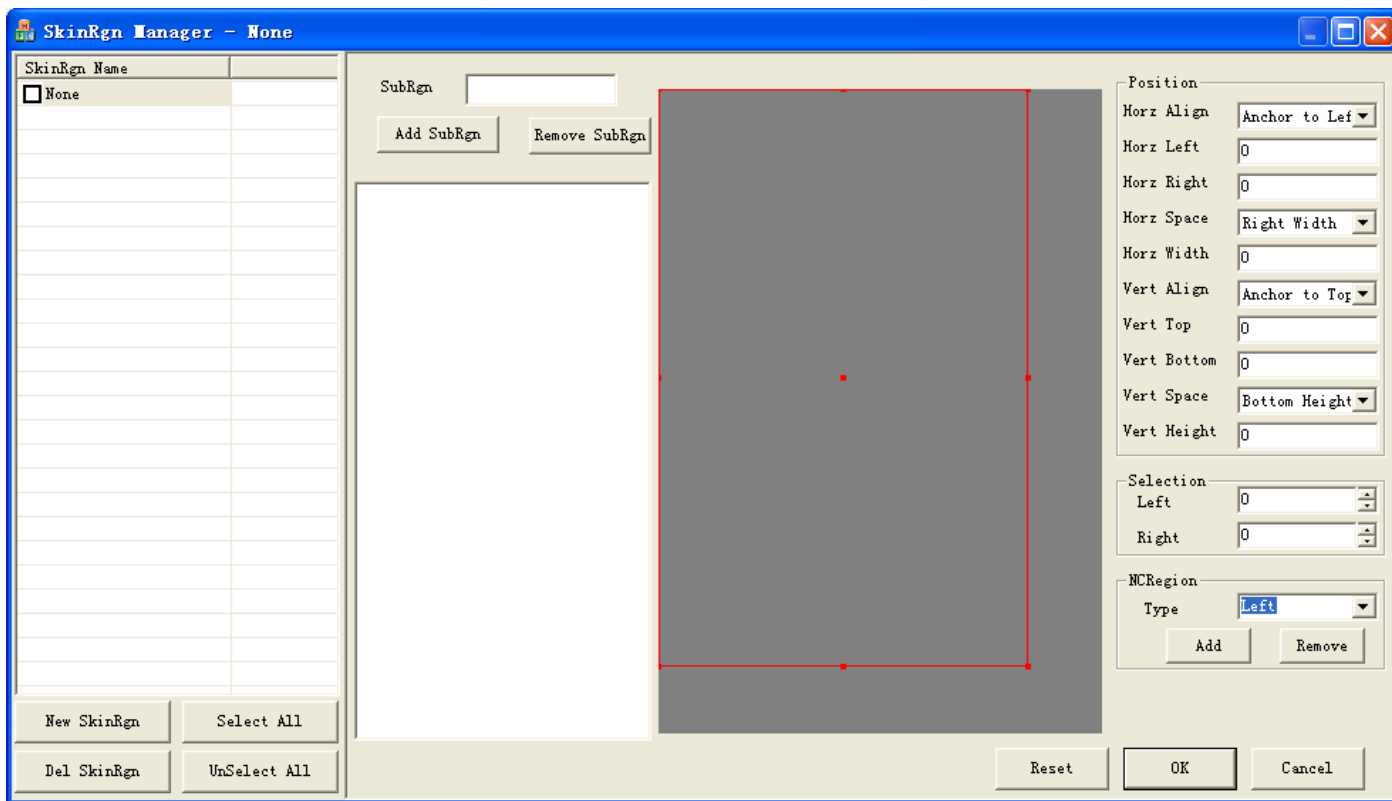 SkinRgn Manager - None
SkinRgn Name
None
New SkinRgn
Select All
Del SkinRgn
UnSelect All
SubRgn
Add SubRgn
Remove SubRgn
Position
Horz Align
Anchor to Lef
Horz Left
0
Horz Right
0
Horz Space
Right Width
Horz Width
0
Vert Align
Anchor to Top
Vert Top
0
Vert Bottom
0
Vert Space
Bottom Height
Vert Height
0
Selection
Left
0
Right
0
NCRegion
Type
Left
Add
Remove
Reset
OK
Cancel